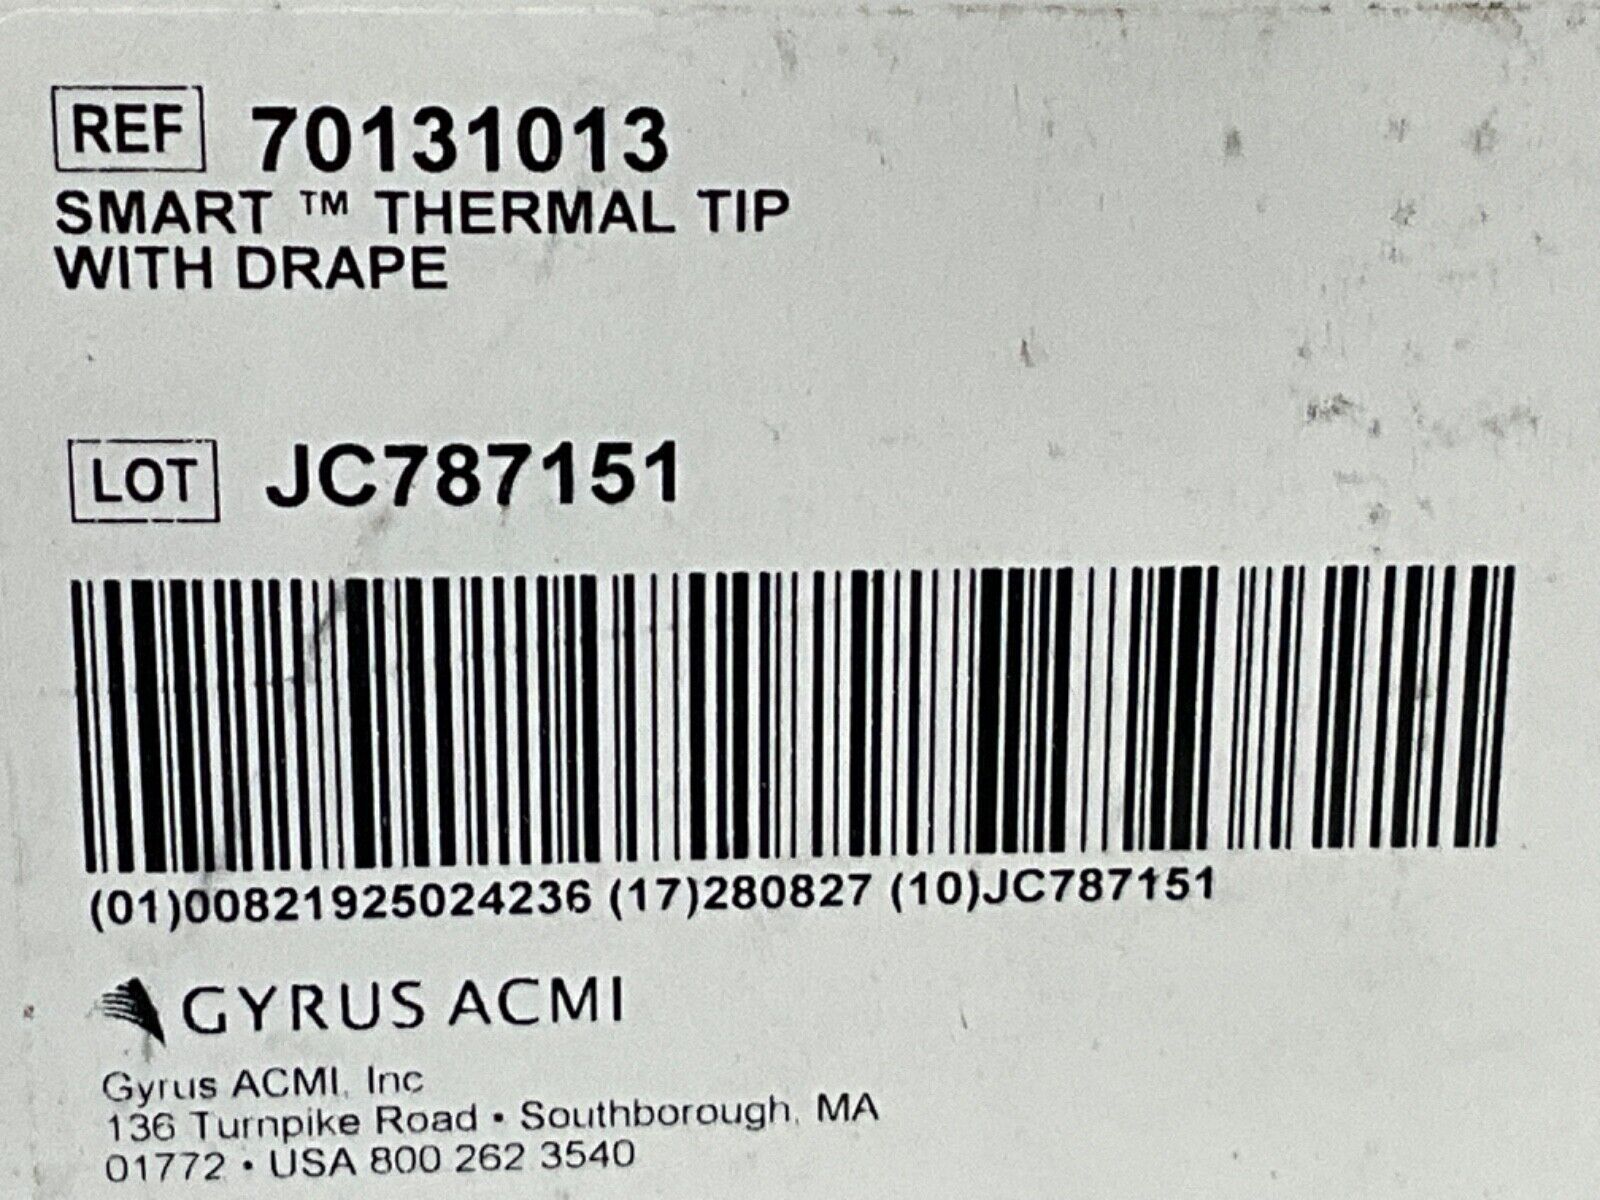 REF 70131013
SMART ™ THERMAL TIP
WITH DRAPE
LOT JC787151
(01)00821925024236 (17)280827 (10)JC787151
GYRUS ACMI
Gyrus ACMI, Inc
136 Turnpike Road • Southborough, MA
01772 • USA 800 262 3540